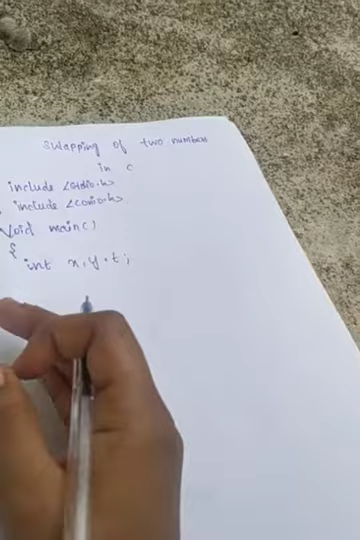 Swapping of two numbers
in c
include <stdio.h>
include <conio.h>
Void main()
{
int x,y,t;